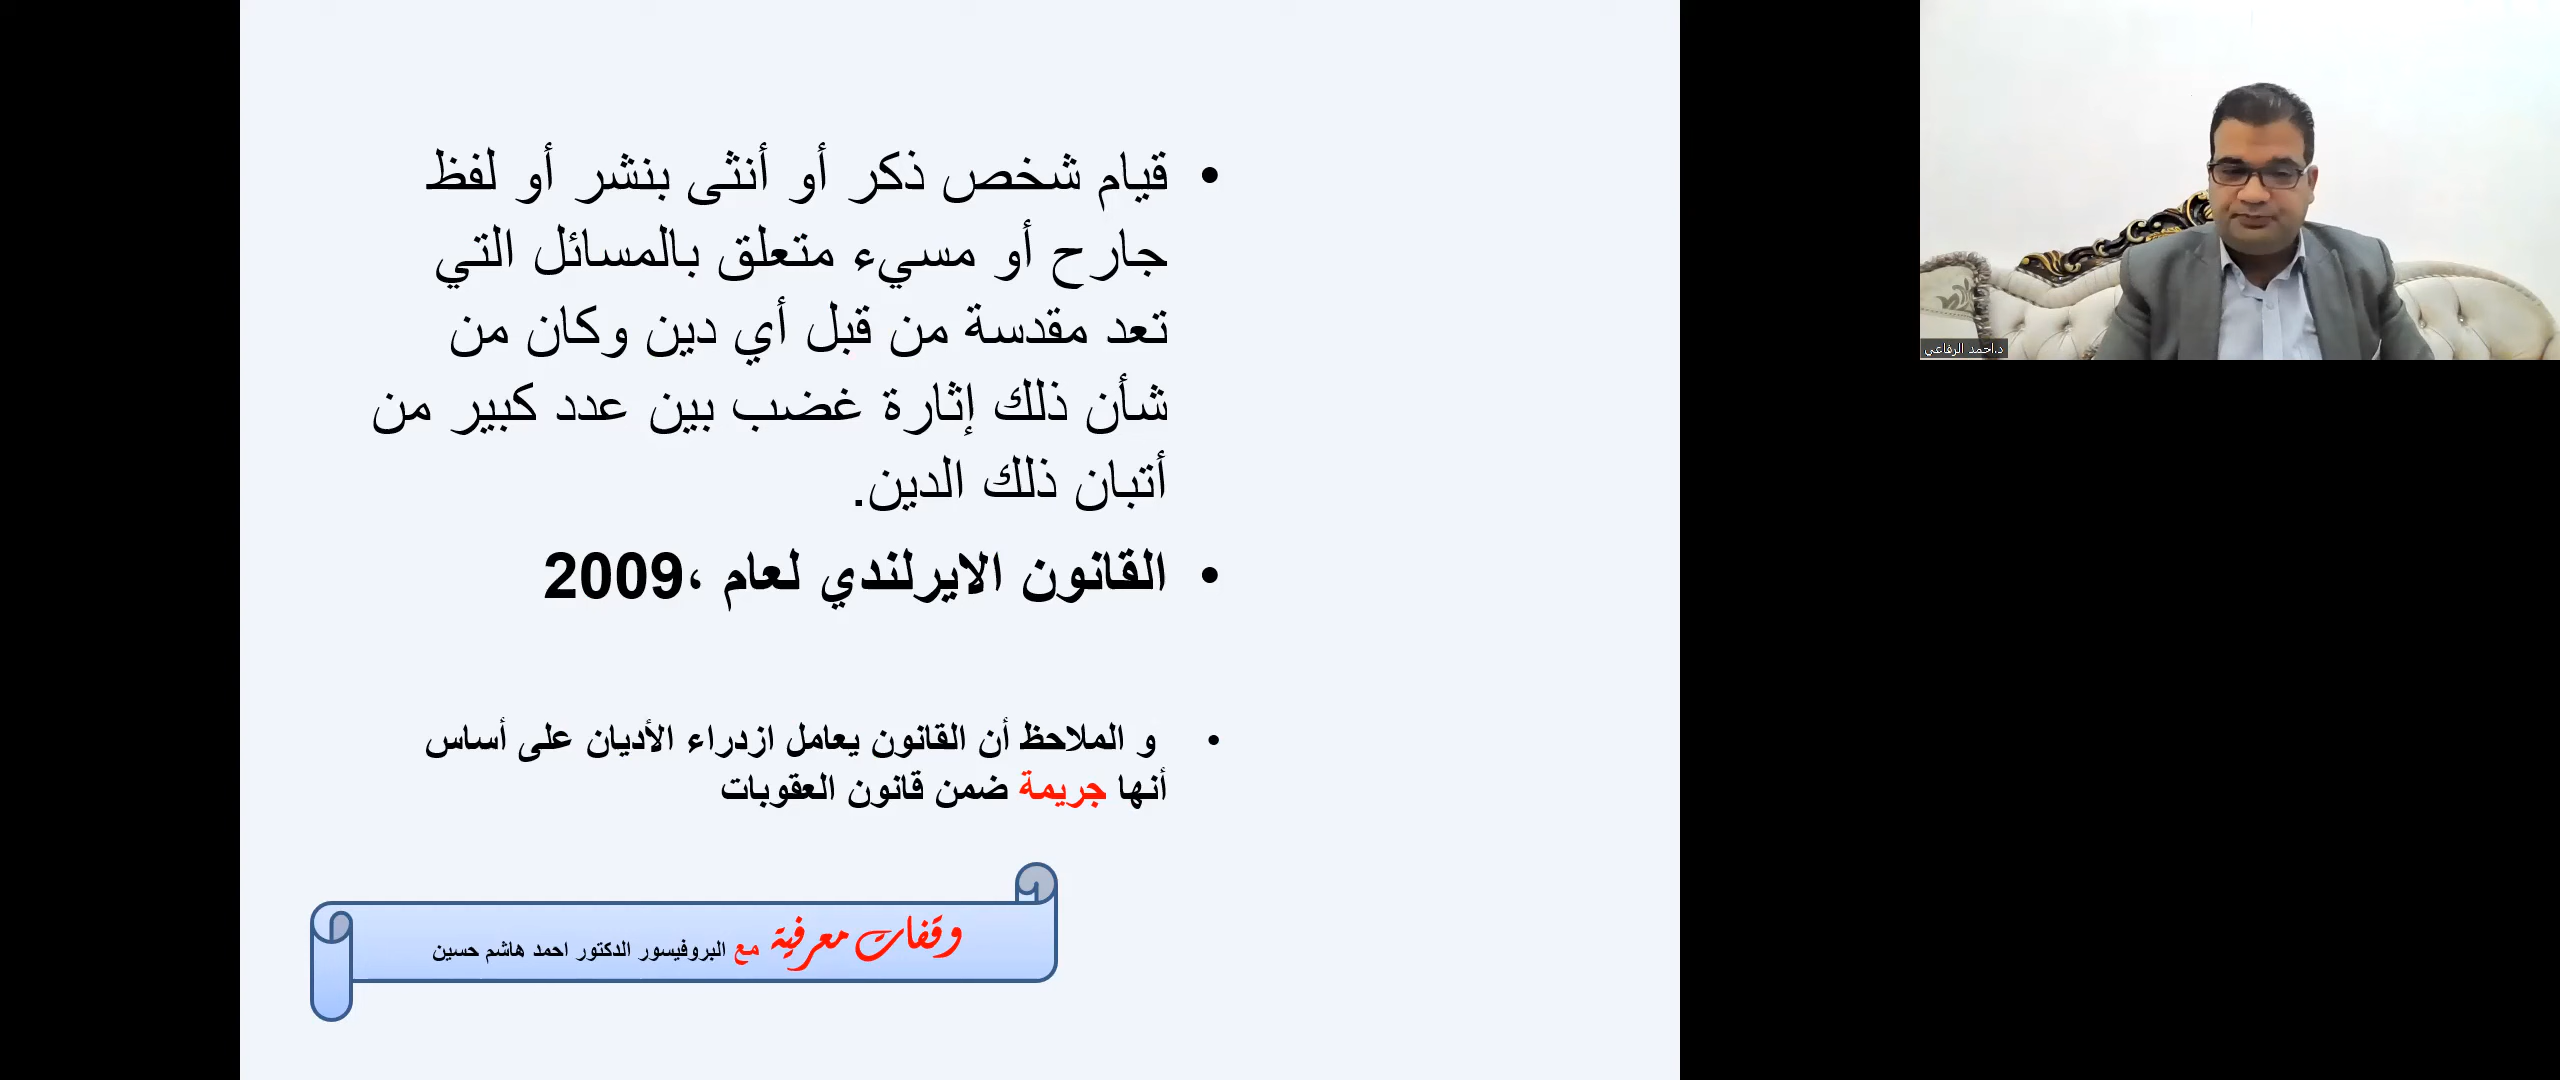 • قيام شخص ذكر أو أنثى بنشر أو لفظ
جارح أو مسيء متعلق بالمسائل التي
تعد مقدسة من قبل أي دين وكان من
شأن ذلك إثارة غضب بين عدد كبير من
أتبان ذلك الدين.
• القانون الايرلندي لعام ،2009
• و الملاحظ أن القانون يعامل ازدراء الأديان على أساس
أنها جريمة ضمن قانون العقوبات
وقفات معرفية مع البروفيسور الدكتور احمد هاشم حسين
د.احمد الرفاعي